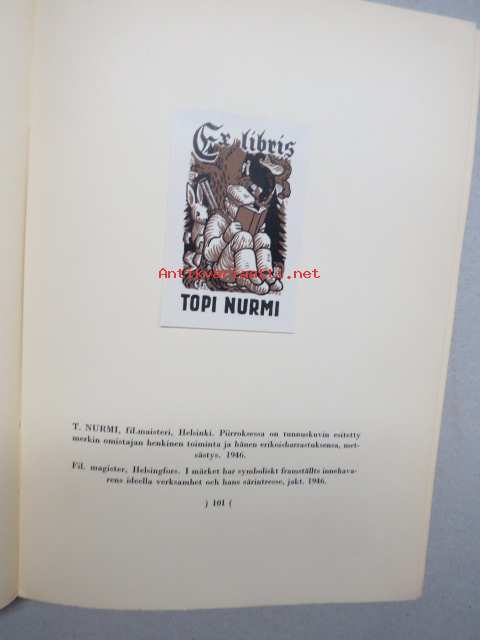 Ex libris
Antikvariaatti.net
TOPI NURMI
T. NURMI, fil.maisteri, Helsinki. Piirroksessa on tunnuskuvin esitetty
merkin omistajan henkinen toiminta ja hänen erikoisharrastuksensa, met-
sästys. 1946.
Fil. magister, Helsingfors. I märket har symboliskt framställts innehava-
rens ideella verksamhet och hans särintresse, jakt. 1946.
) 101 (